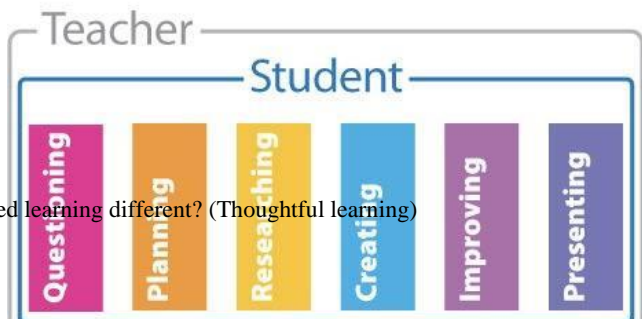 Teacher
Student
Questioning
Planning
Researching
Creating
Improving
Presenting
ed learning different? (Thoughtful learning)